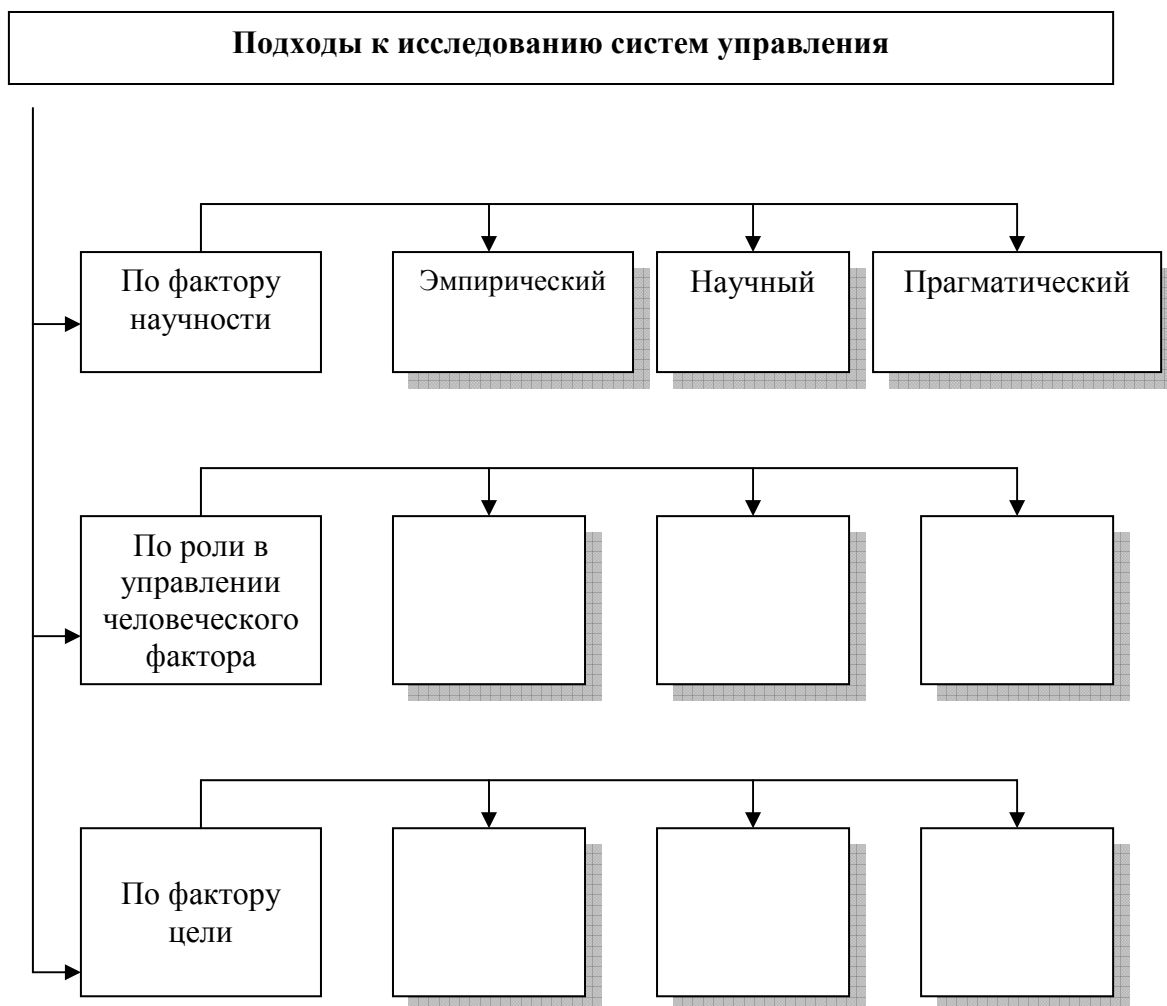 Подходы к исследованию систем управления
По фактору
научности
Эмпирический
Научный
Прагматический
По роли в
управлении
человеческого
фактора
По фактору
цели